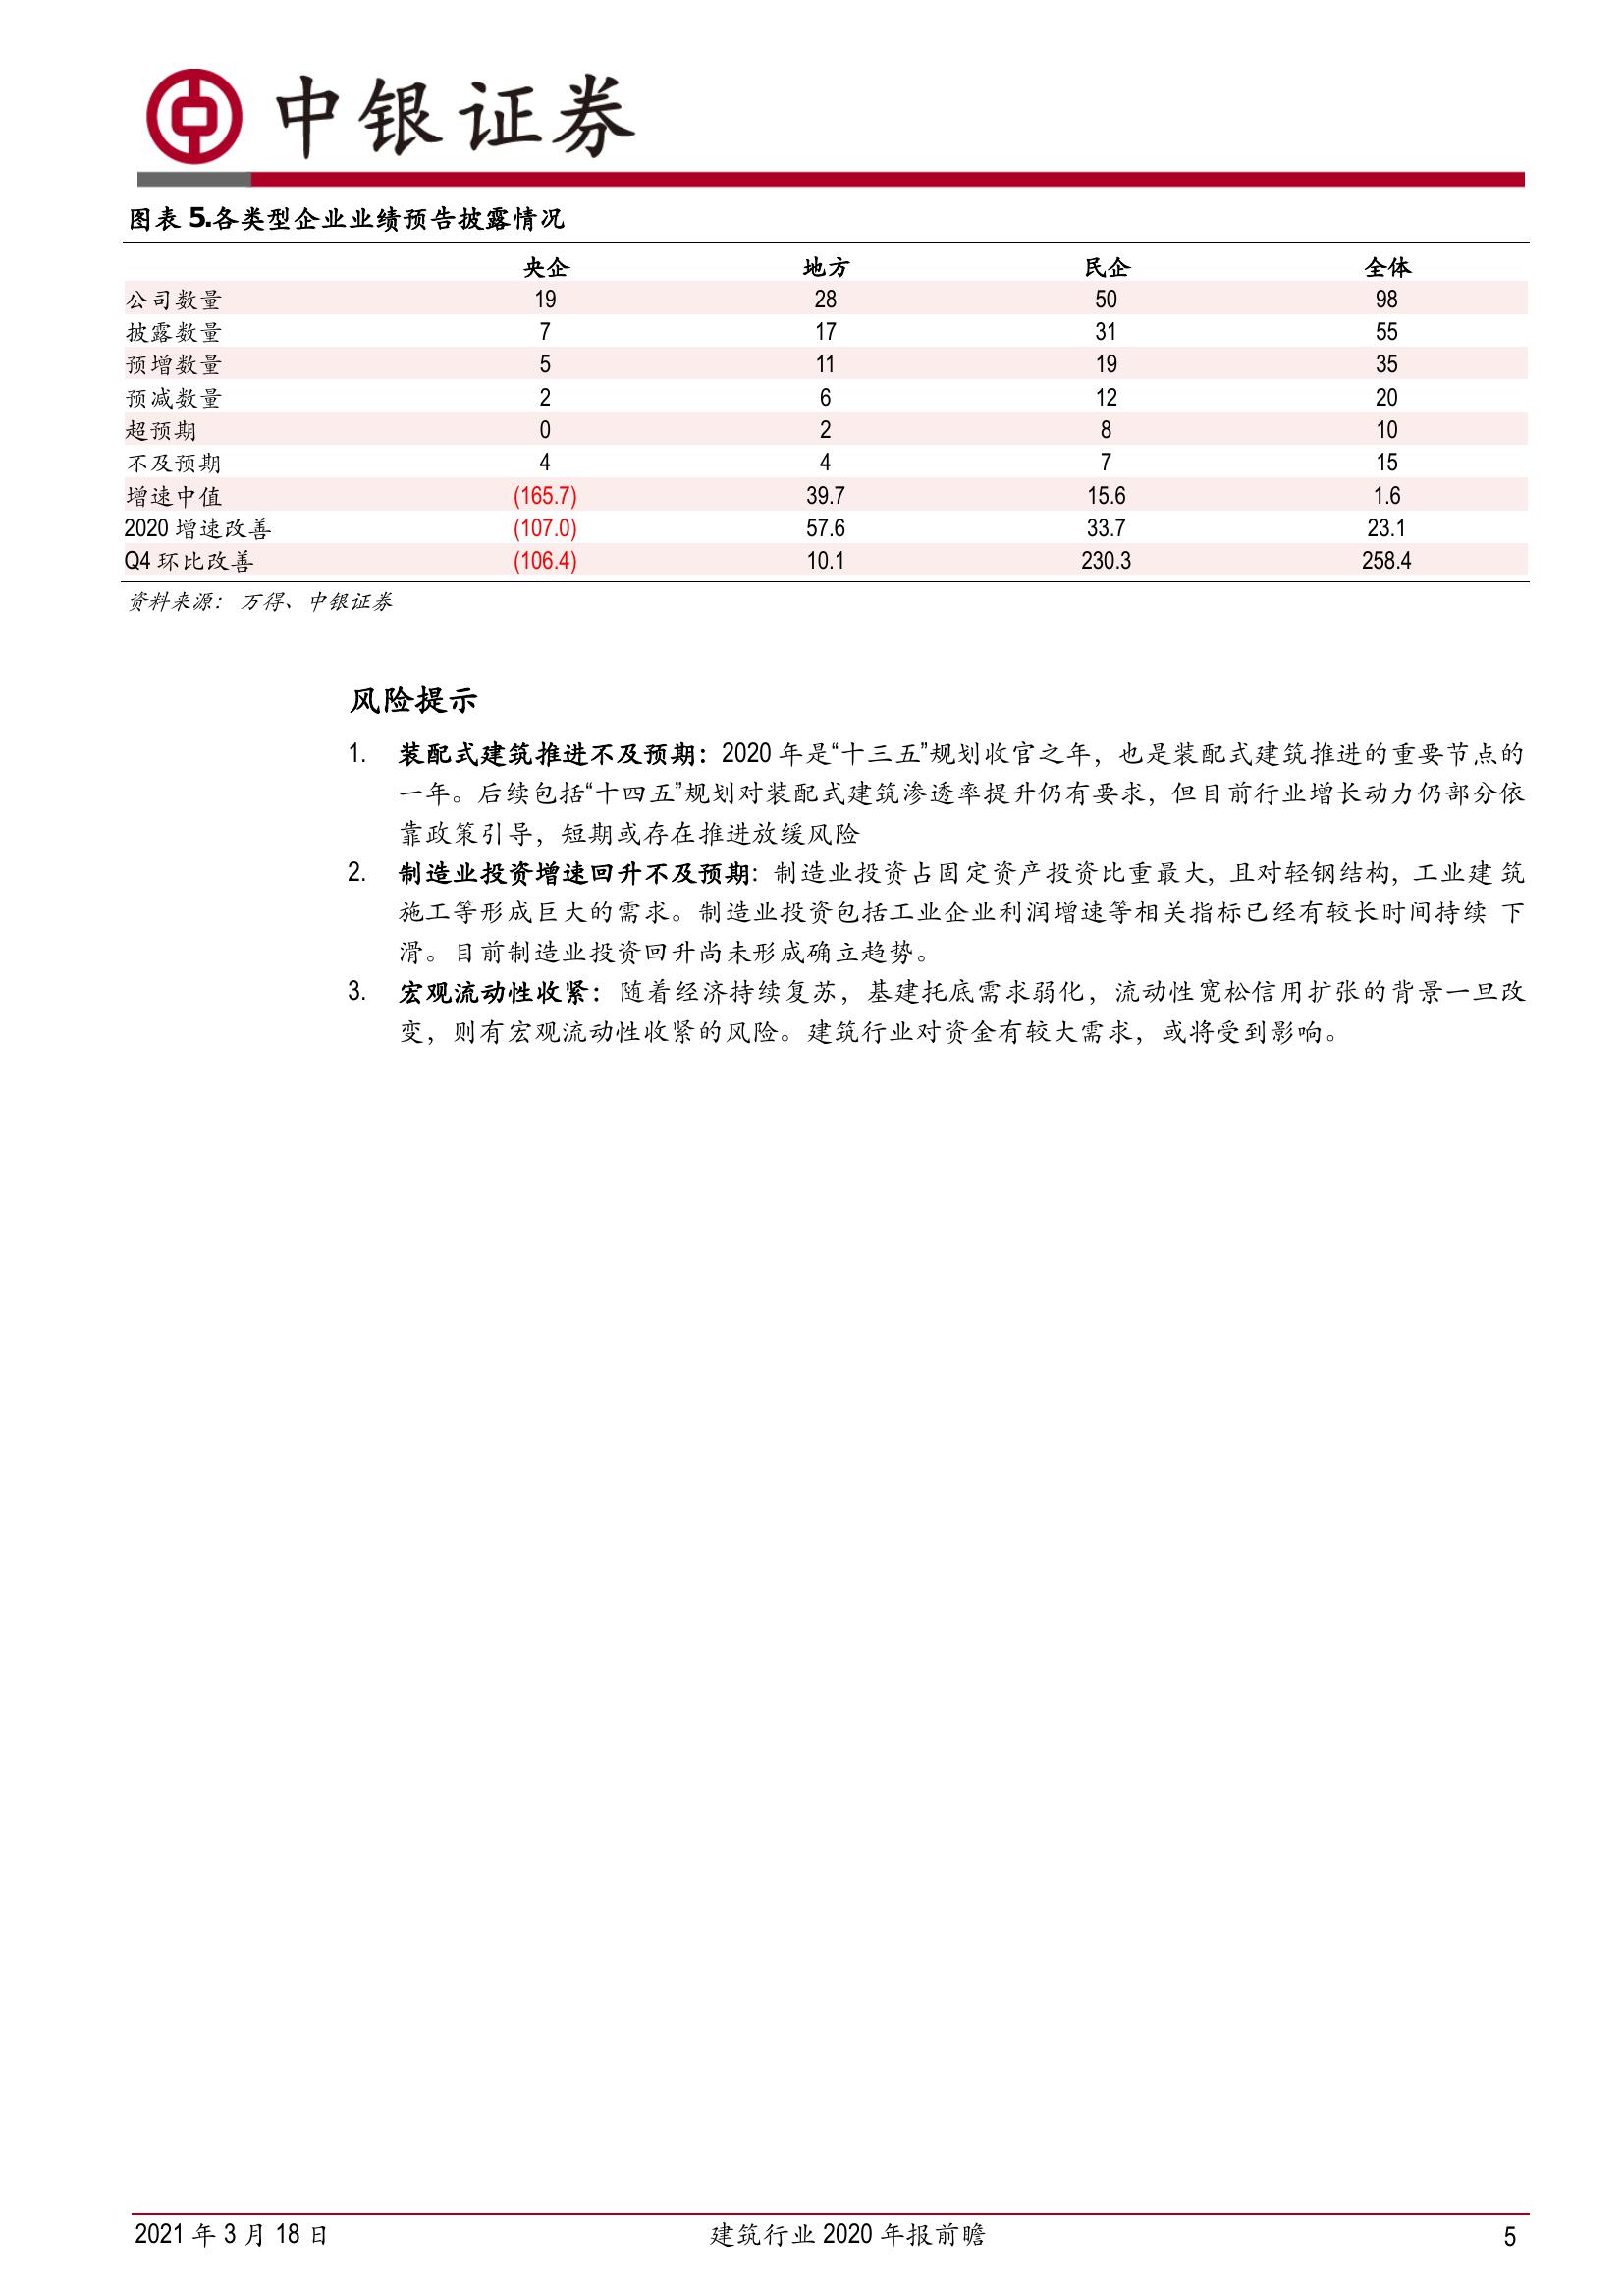 中银证券
图表 5.各类型企业业绩预告披露情况
央企 地方 民企 全体
公司数量 19 28 50 98
披露数量 7 17 31 55
预增数量 5 11 19 35
预减数量 2 6 12 20
超预期 0 2 8 10
不及预期 4 4 7 15
增速中值 (165.7) 39.7 15.6 1.6
2020 增速改善 (107.0) 57.6 33.7 23.1
Q4 环比改善 (106.4) 10.1 230.3 258.4
资料来源： 万得、中银证券
风险提示
1. 装配式建筑推进不及预期：2020 年是“十三五”规划收官之年，也是装配式建筑推进的重要节点的
一年。后续包括“十四五”规划对装配式建筑渗透率提升仍有要求，但目前行业增长动力仍部分依
靠政策引导，短期或存在推进放缓风险
2. 制造业投资增速回升不及预期：制造业投资占固定资产投资比重最大，且对轻钢结构，工业建 筑
施工等形成巨大的需求。制造业投资包括工业企业利润增速等相关指标已经有较长时间持续 下
滑。目前制造业投资回升尚未形成确立趋势。
3. 宏观流动性收紧：随着经济持续复苏，基建托底需求弱化，流动性宽松信用扩张的背景一旦改
变，则有宏观流动性收紧的风险。建筑行业对资金有较大需求，或将受到影响。
2021 年 3 月 18 日 建筑行业 2020 年报前瞻 5